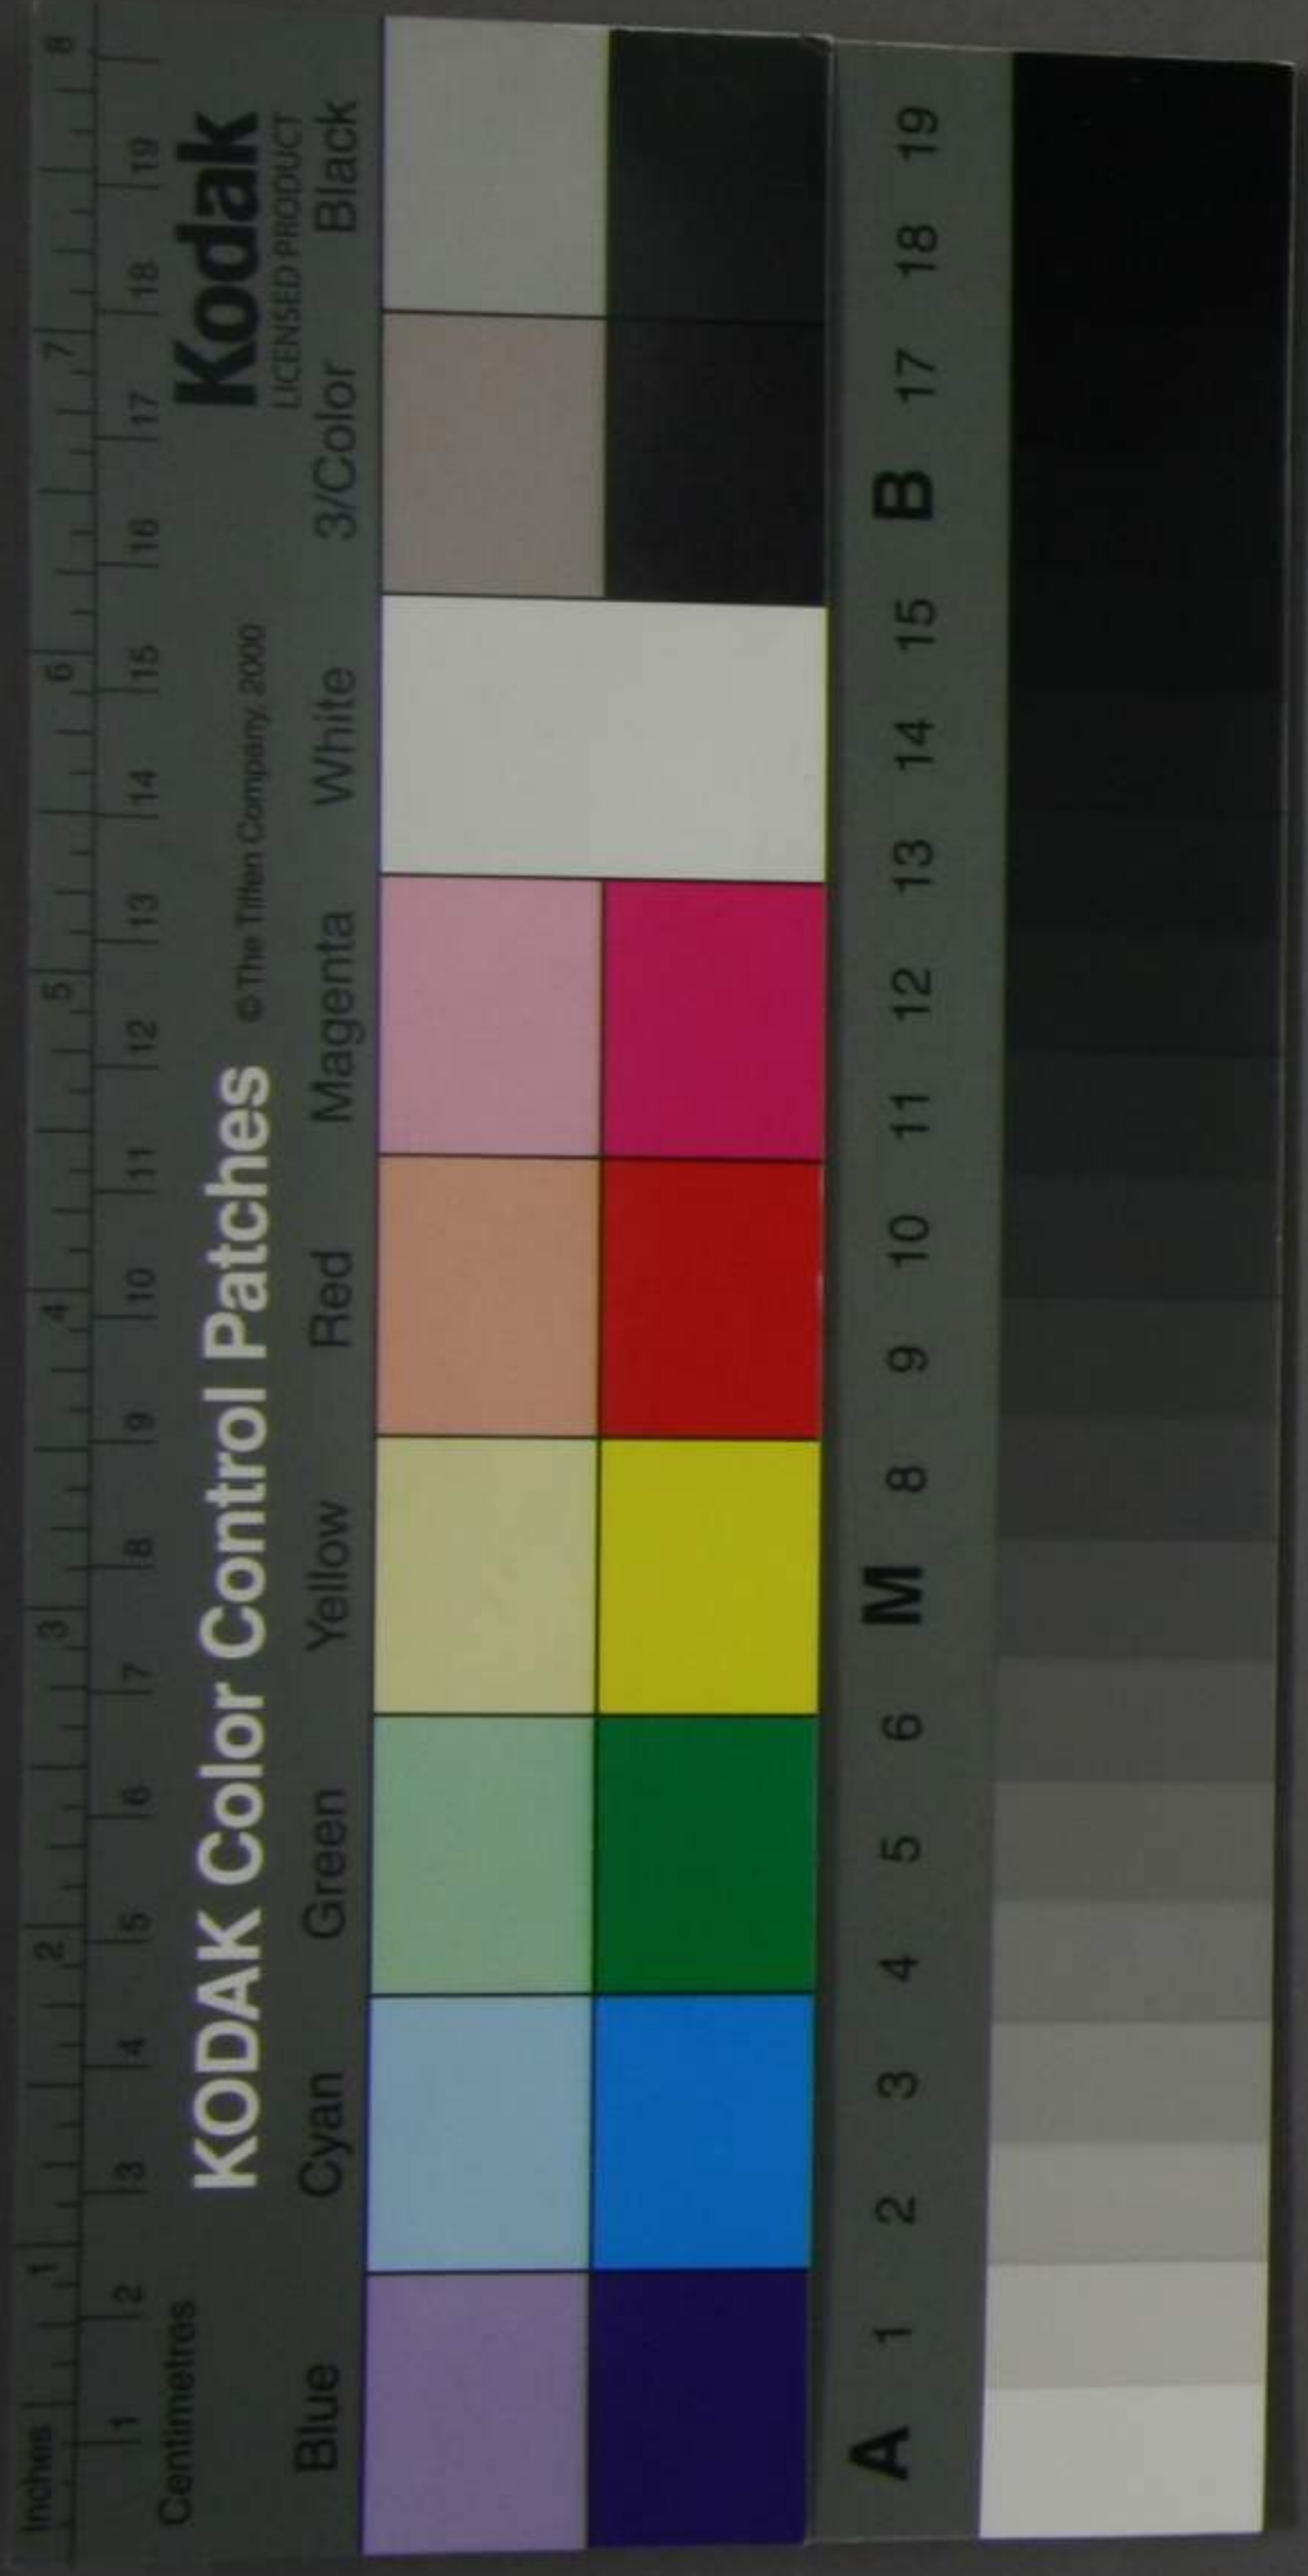 Inches 1 2 3 4 5 6 7 8
1 2 3 4 5 6 7 8 9 10 11 12 13 14 15 16 17 18 19
Centimetres
KODAK Color Control Patches © The Tiffen Company, 2000 Kodak
LICENSED PRODUCT
Blue Cyan Green Yellow Red Magenta White 3/Color Black
A 1 2 3 4 5 6 M 8 9 10 11 12 13 14 15 B 17 18 19